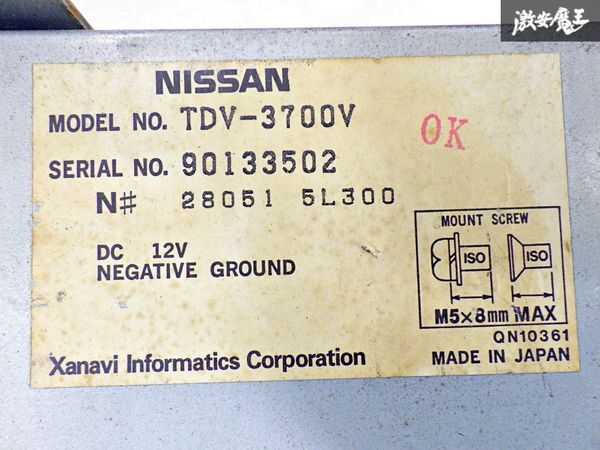 激安魔王
NISSAN
MODEL NO. TDV-3700V
OK
SERIAL NO. 90133502
N# 28051 5L300
DC 12V
NEGATIVE GROUND
MOUNT SCREW
ISO ISO
M5×8mm MAX
QN10361
Xanavi Informatics Corporation
MADE IN JAPAN